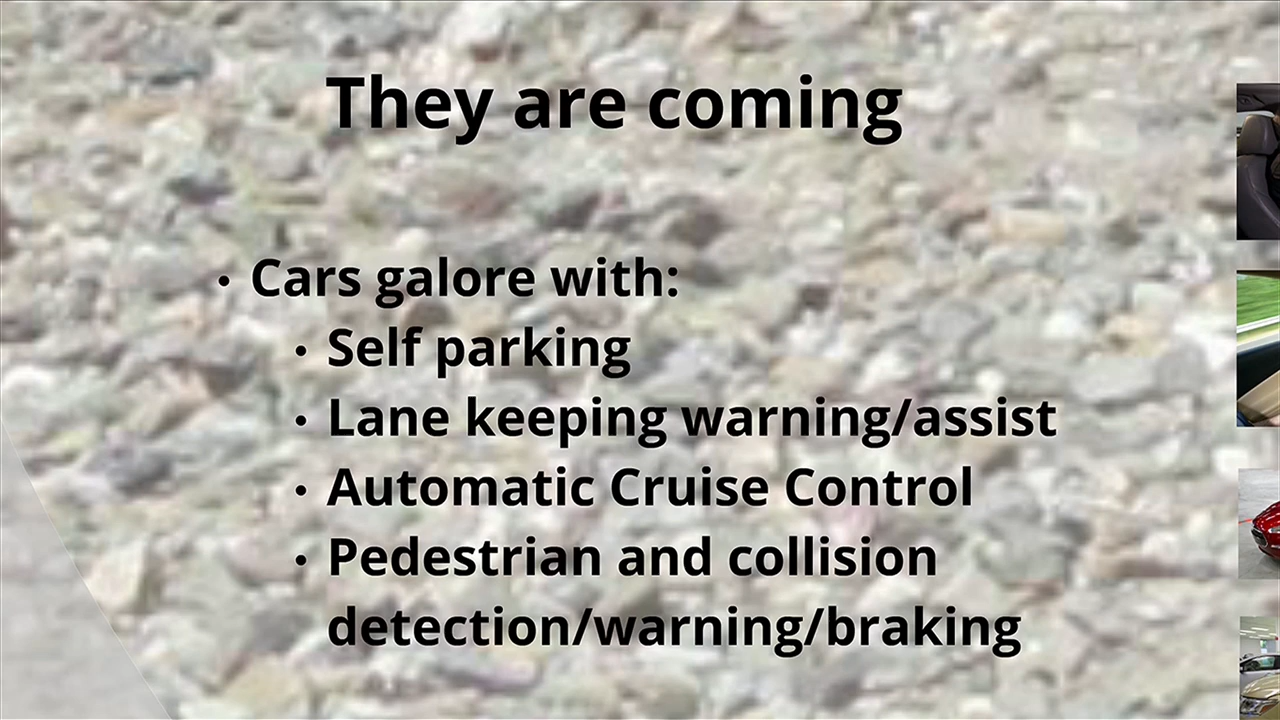 They are coming
• Cars galore with:
• Self parking
• Lane keeping warning/assist
• Automatic Cruise Control
• Pedestrian and collision
detection/warning/braking